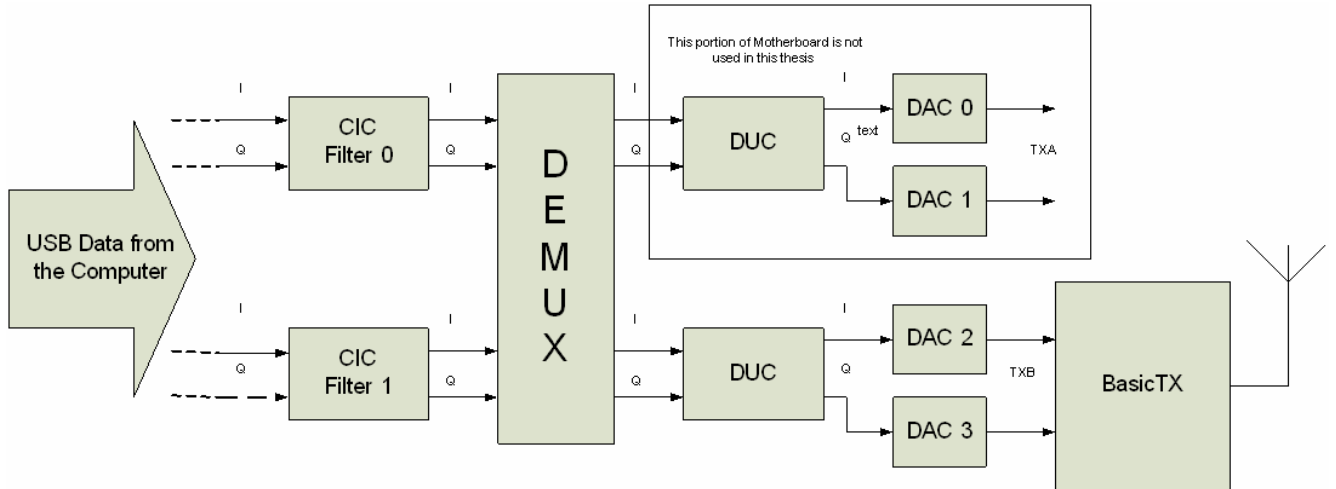 This portion of Motherboard is not
used in this thesis
I
I
I
I
CIC
Filter 0
DUC
DAC 0
Q
Q
Q
Q
text
TXA
DAC 1
D
E
M
U
X
USB Data from
the Computer
I
I
I
I
CIC
Filter 1
DUC
DAC 2
Q
Q
Q
Q
TXB
BasicTX
DAC 3